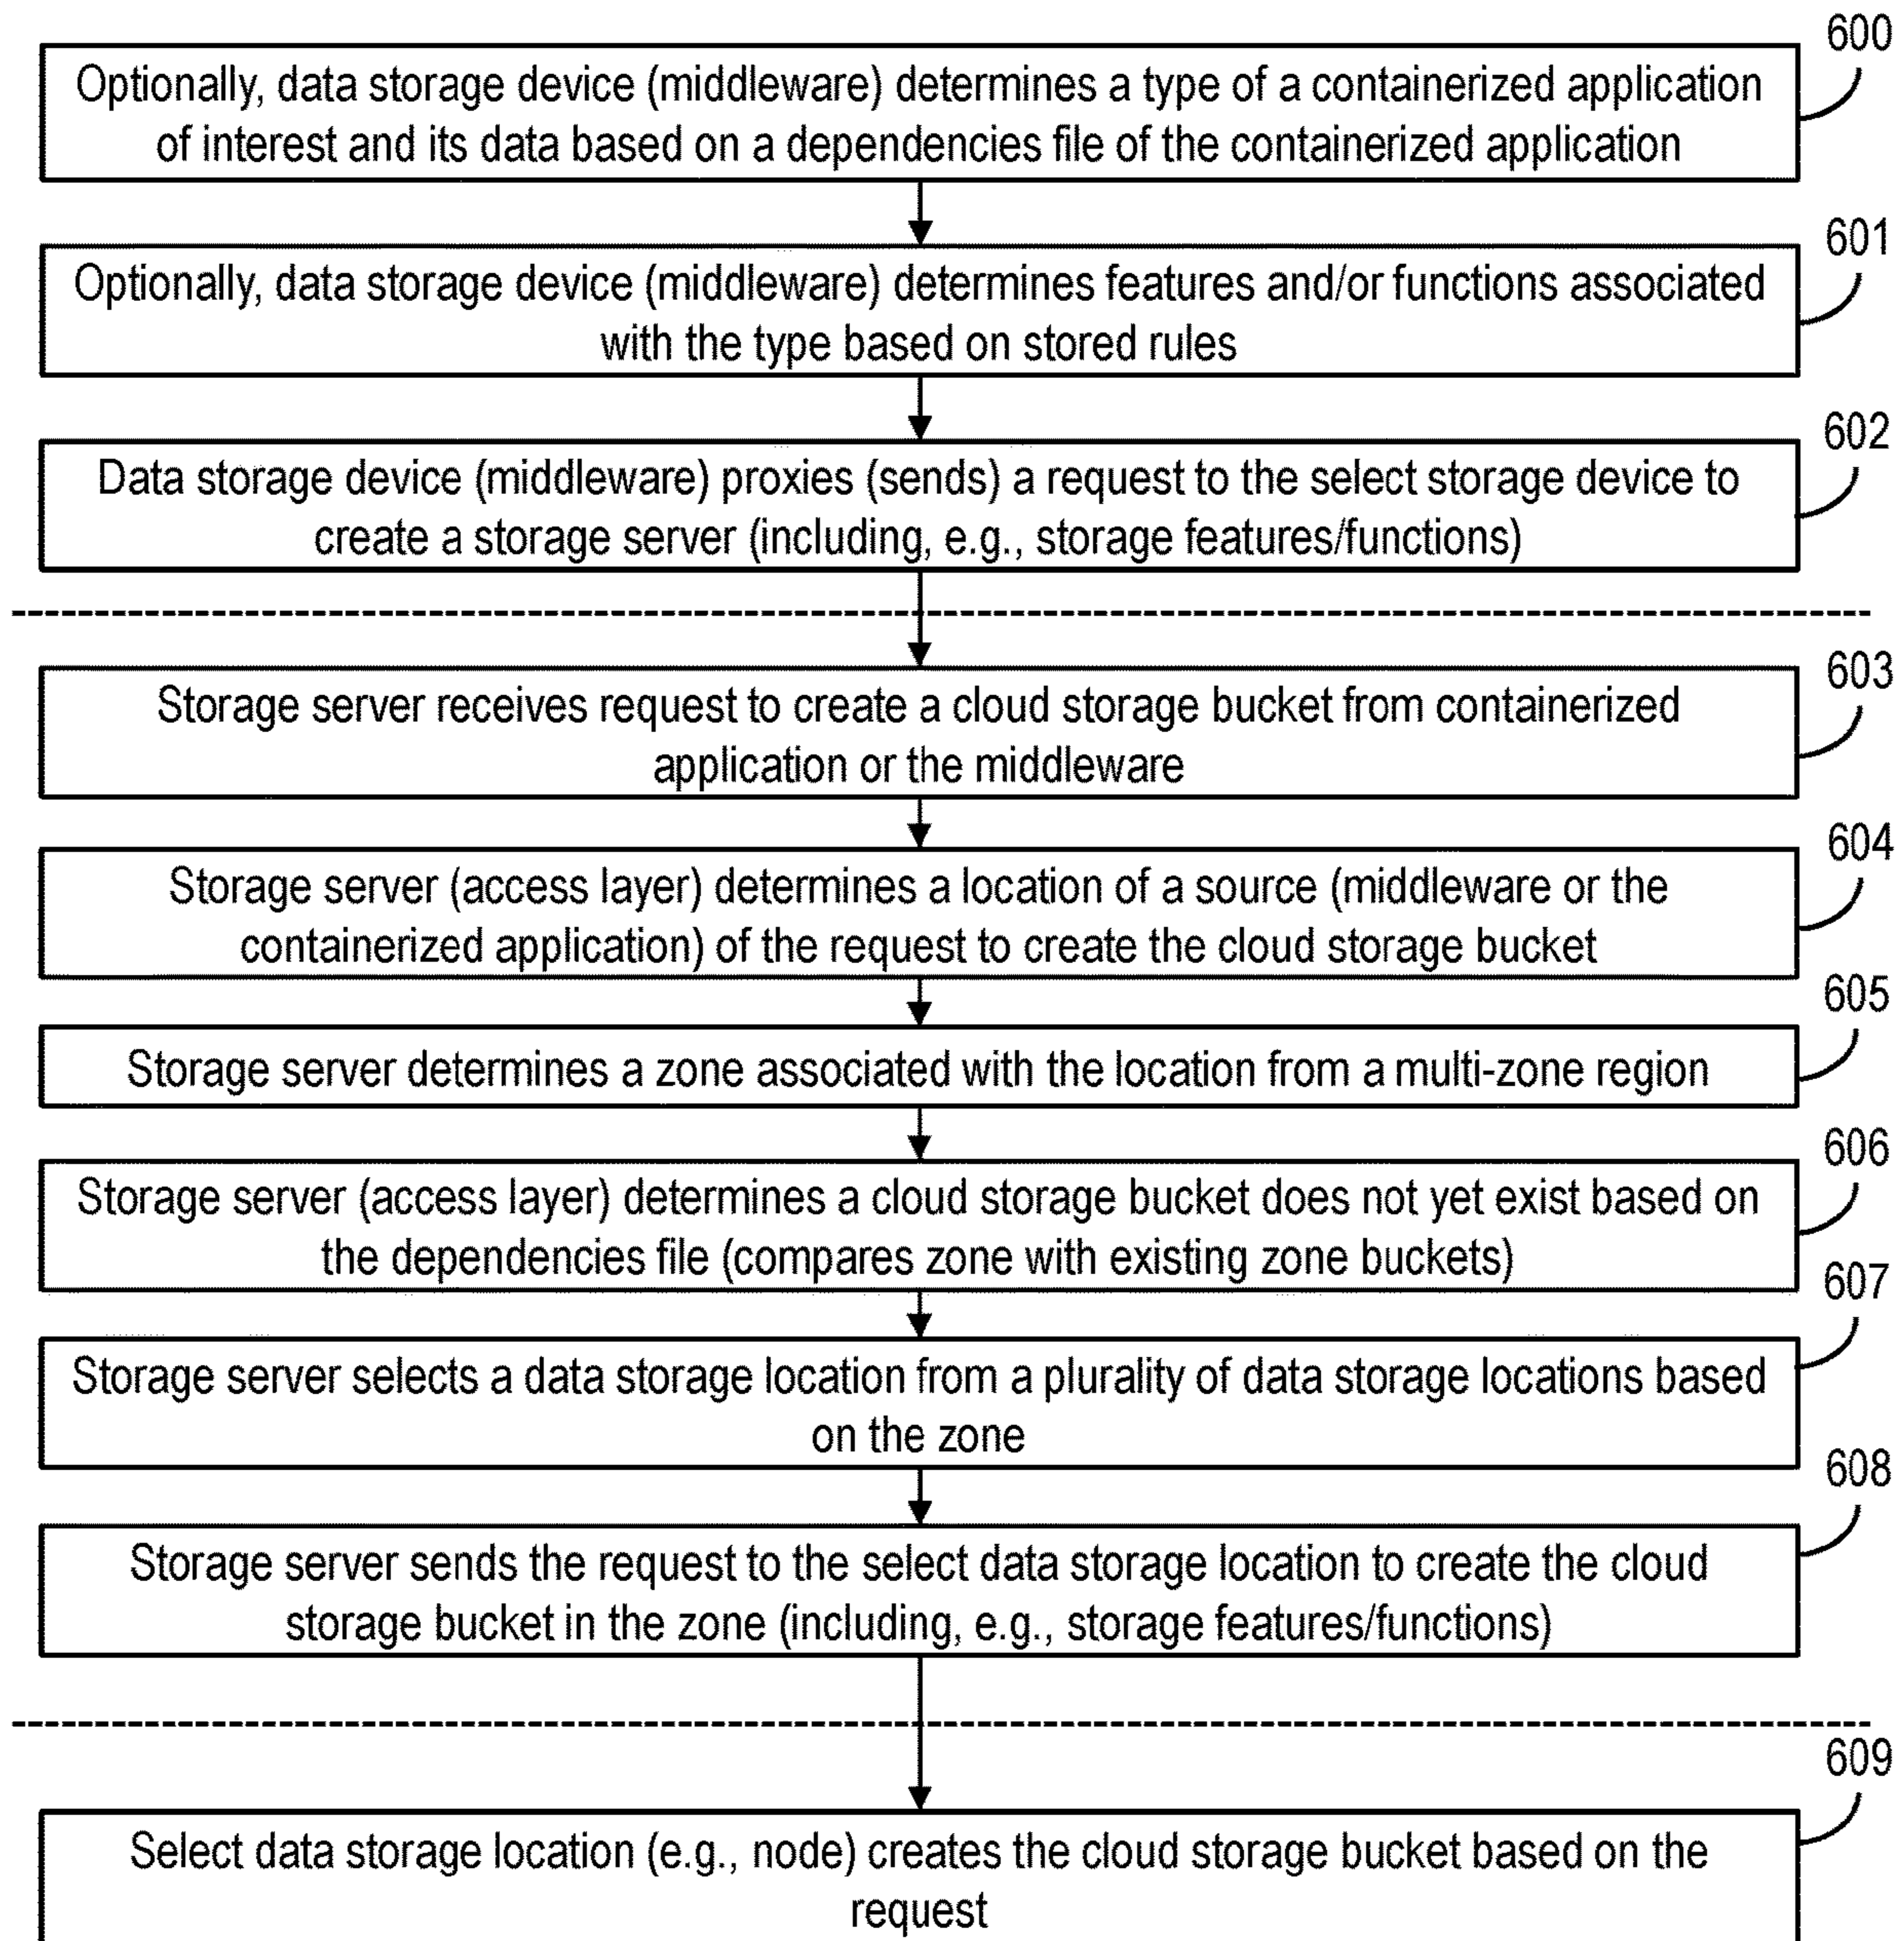 600
Optionally, data storage device (middleware) determines a type of a containerized application
of interest and its data based on a dependencies file of the containerized application
601
Optionally, data storage device (middleware) determines features and/or functions associated
with the type based on stored rules
602
Data storage device (middleware) proxies (sends) a request to the select storage device to
create a storage server (including, e.g., storage features/functions)
603
Storage server receives request to create a cloud storage bucket from containerized
application or the middleware
604
Storage server (access layer) determines a location of a source (middleware or the
containerized application) of the request to create the cloud storage bucket
605
Storage server determines a zone associated with the location from a multi-zone region
606
Storage server (access layer) determines a cloud storage bucket does not yet exist based on
the dependencies file (compares zone with existing zone buckets)
607
Storage server selects a data storage location from a plurality of data storage locations based
on the zone
608
Storage server sends the request to the select data storage location to create the cloud
storage bucket in the zone (including, e.g., storage features/functions)
609
Select data storage location (e.g., node) creates the cloud storage bucket based on the
request